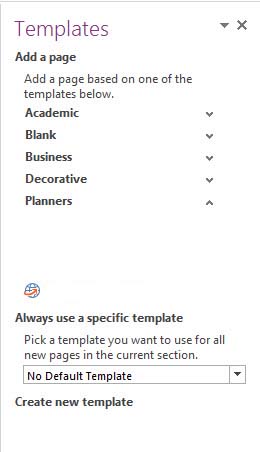 Templates
Add a page
Add a page based on one of the
templates below.
Academic
Blank
Business
Decorative
Planners
Always use a specific template
Pick a template you want to use for all
new pages in the current section.
No Default Template
Create new template